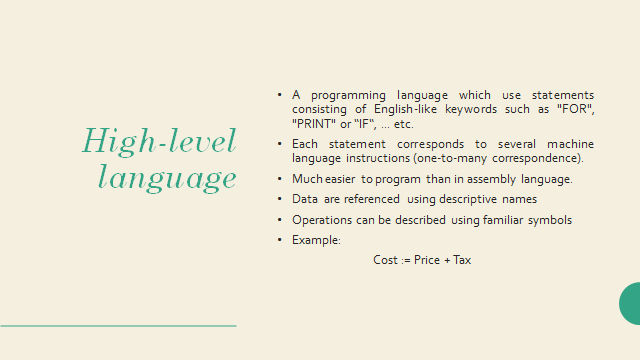 High-level
language
• A programming language which use statements
consisting of English-like keywords such as "FOR",
"PRINT" or “IF“, ... etc.
• Each statement corresponds to several machine
language instructions (one-to-many correspondence).
• Much easier to program than in assembly language.
• Data are referenced using descriptive names
• Operations can be described using familiar symbols
• Example:
Cost := Price + Tax